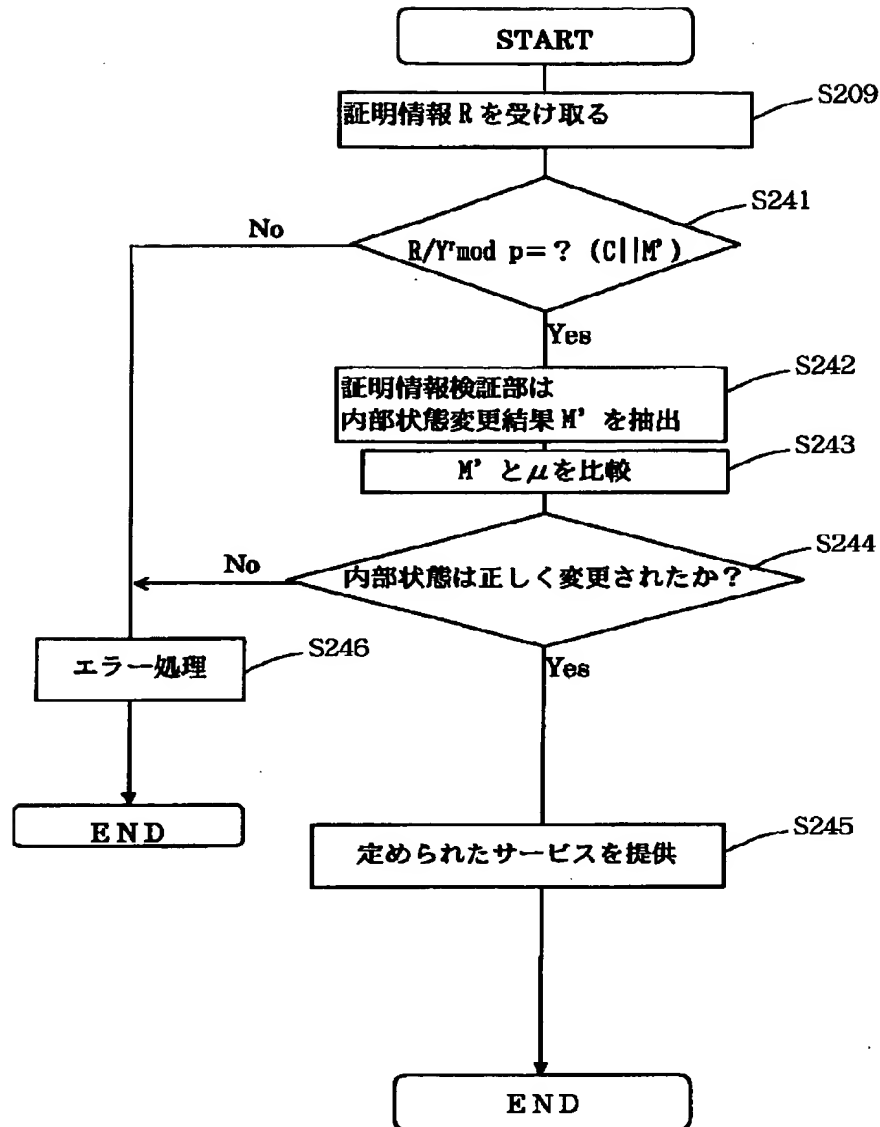 START
S209
証明情報 R を受け取る
S241
No
R/Yʳmod p＝？ (C||M’)
Yes
S242
証明情報検証部は
内部状態変更結果 M’ を抽出
S243
M’ とμを比較
S244
No
内部状態は正しく変更されたか？
S246
エラー処理
Yes
END
S245
定められたサービスを提供
END